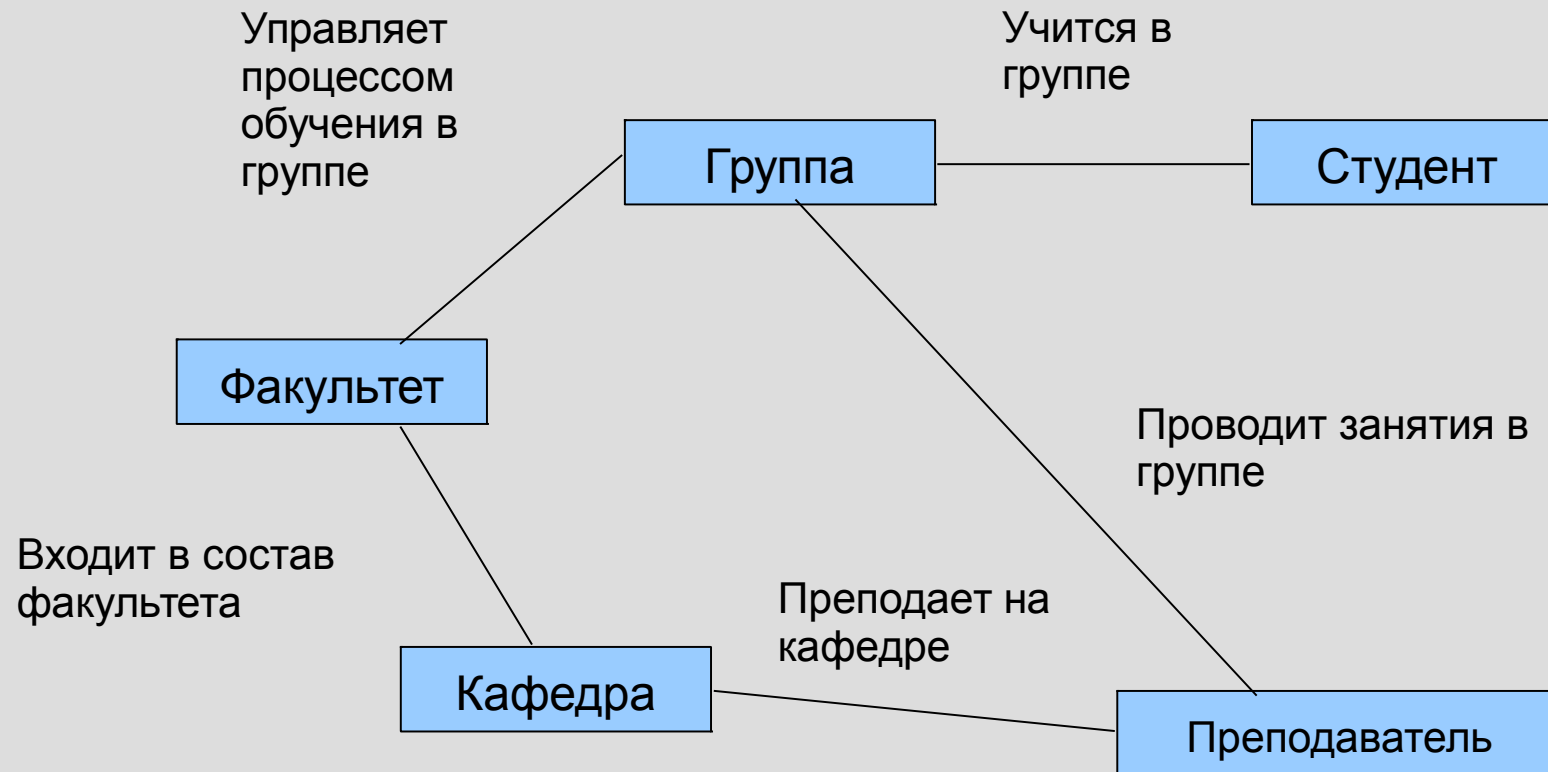 Управляет
процессом
обучения в
группе
Учится в
группе
Группа
Студент
Факультет
Проводит занятия в
группе
Входит в состав
факультета
Преподает на
кафедре
Кафедра
Преподаватель